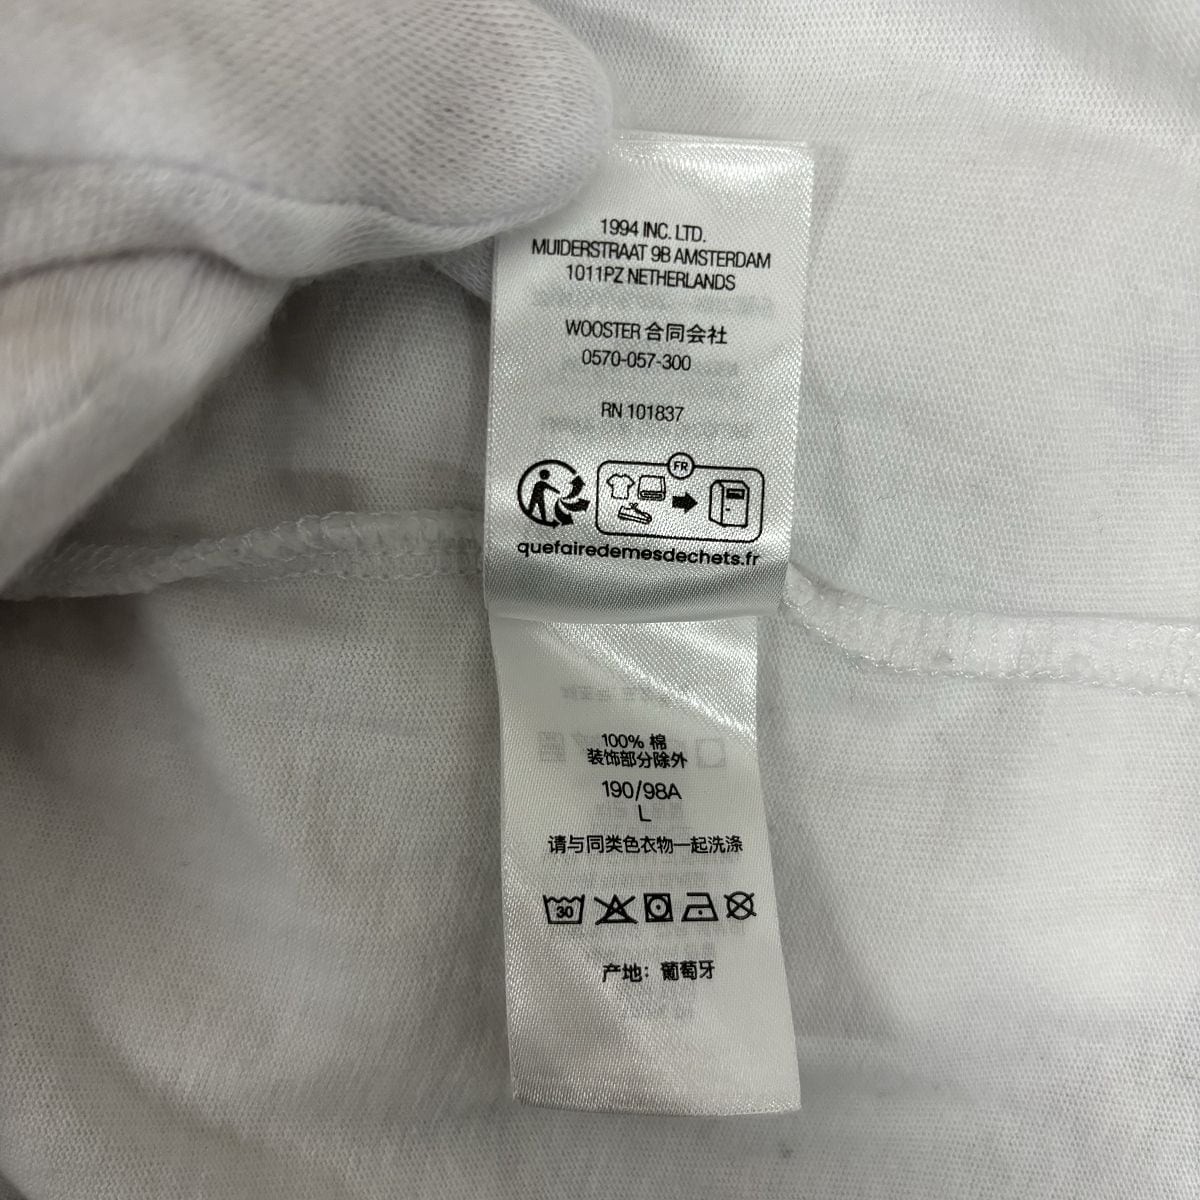 1994 INC. LTD.
MUIDERSTRAAT 9B AMSTERDAM
1011PZ NETHERLANDS
WOOSTER 合同会社
0570-057-300
RN 101837
FR
quefairedemesdechets.fr
100% 棉
装饰部分除外
190/98A
L
请与同类色衣物一起洗涤
30
产地：葡萄牙